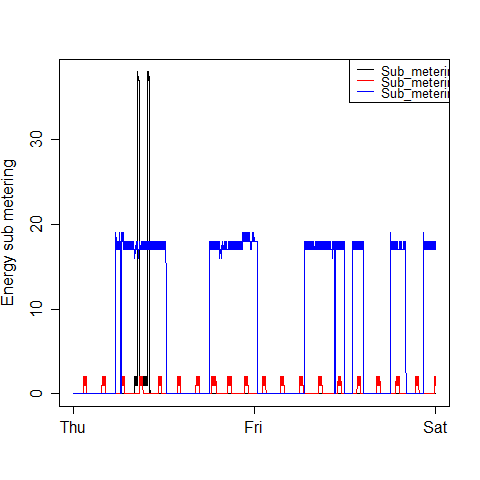 Sub_meterin
Sub_meterin
Sub_meterin
Energy sub metering
30
20
10
0
Thu Fri Sat